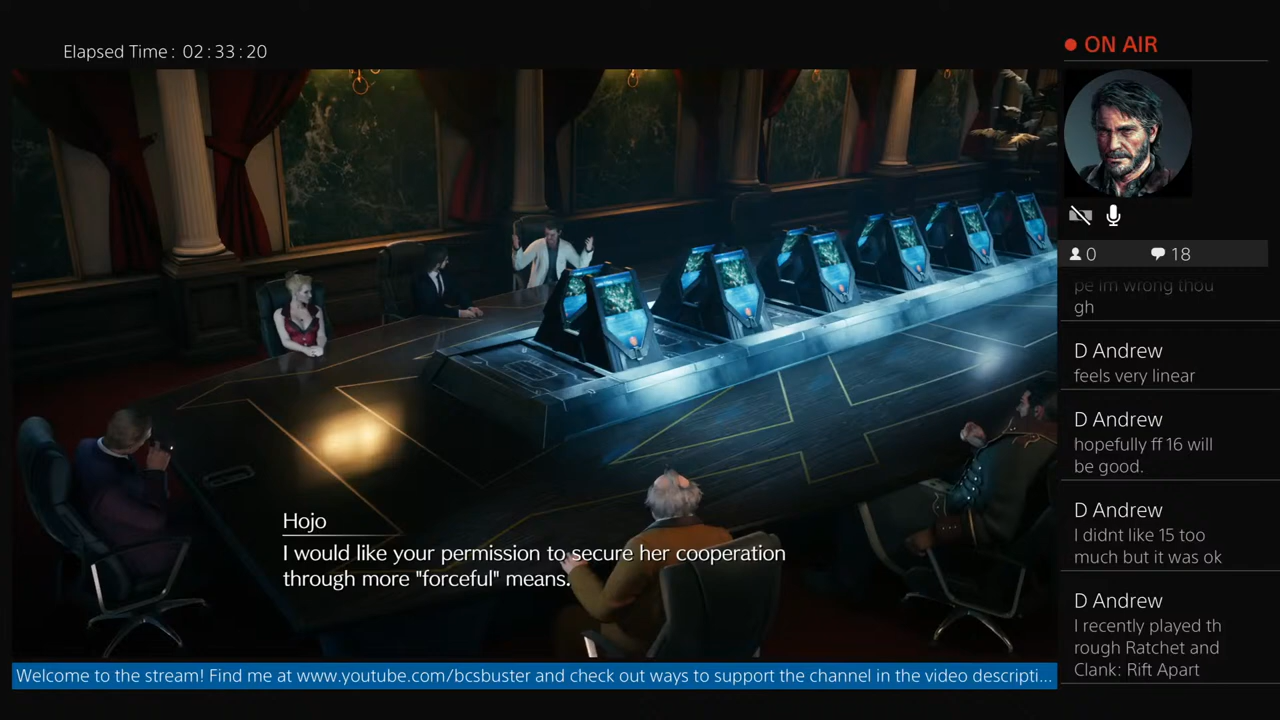 Elapsed Time: 02:33:20
ON AIR
0
18
pe im wrong thou
gh
D Andrew
feels very linear
D Andrew
hopefully ff 16 will
be good.
D Andrew
I didnt like 15 too
much but it was ok
D Andrew
I recently played th
rough Ratchet and
Clank: Rift Apart
Hojo
I would like your permission to secure her cooperation
through more "forceful" means.
Welcome to the stream! Find me at www.youtube.com/bcsbuster and check out ways to support the channel in the video descripti...